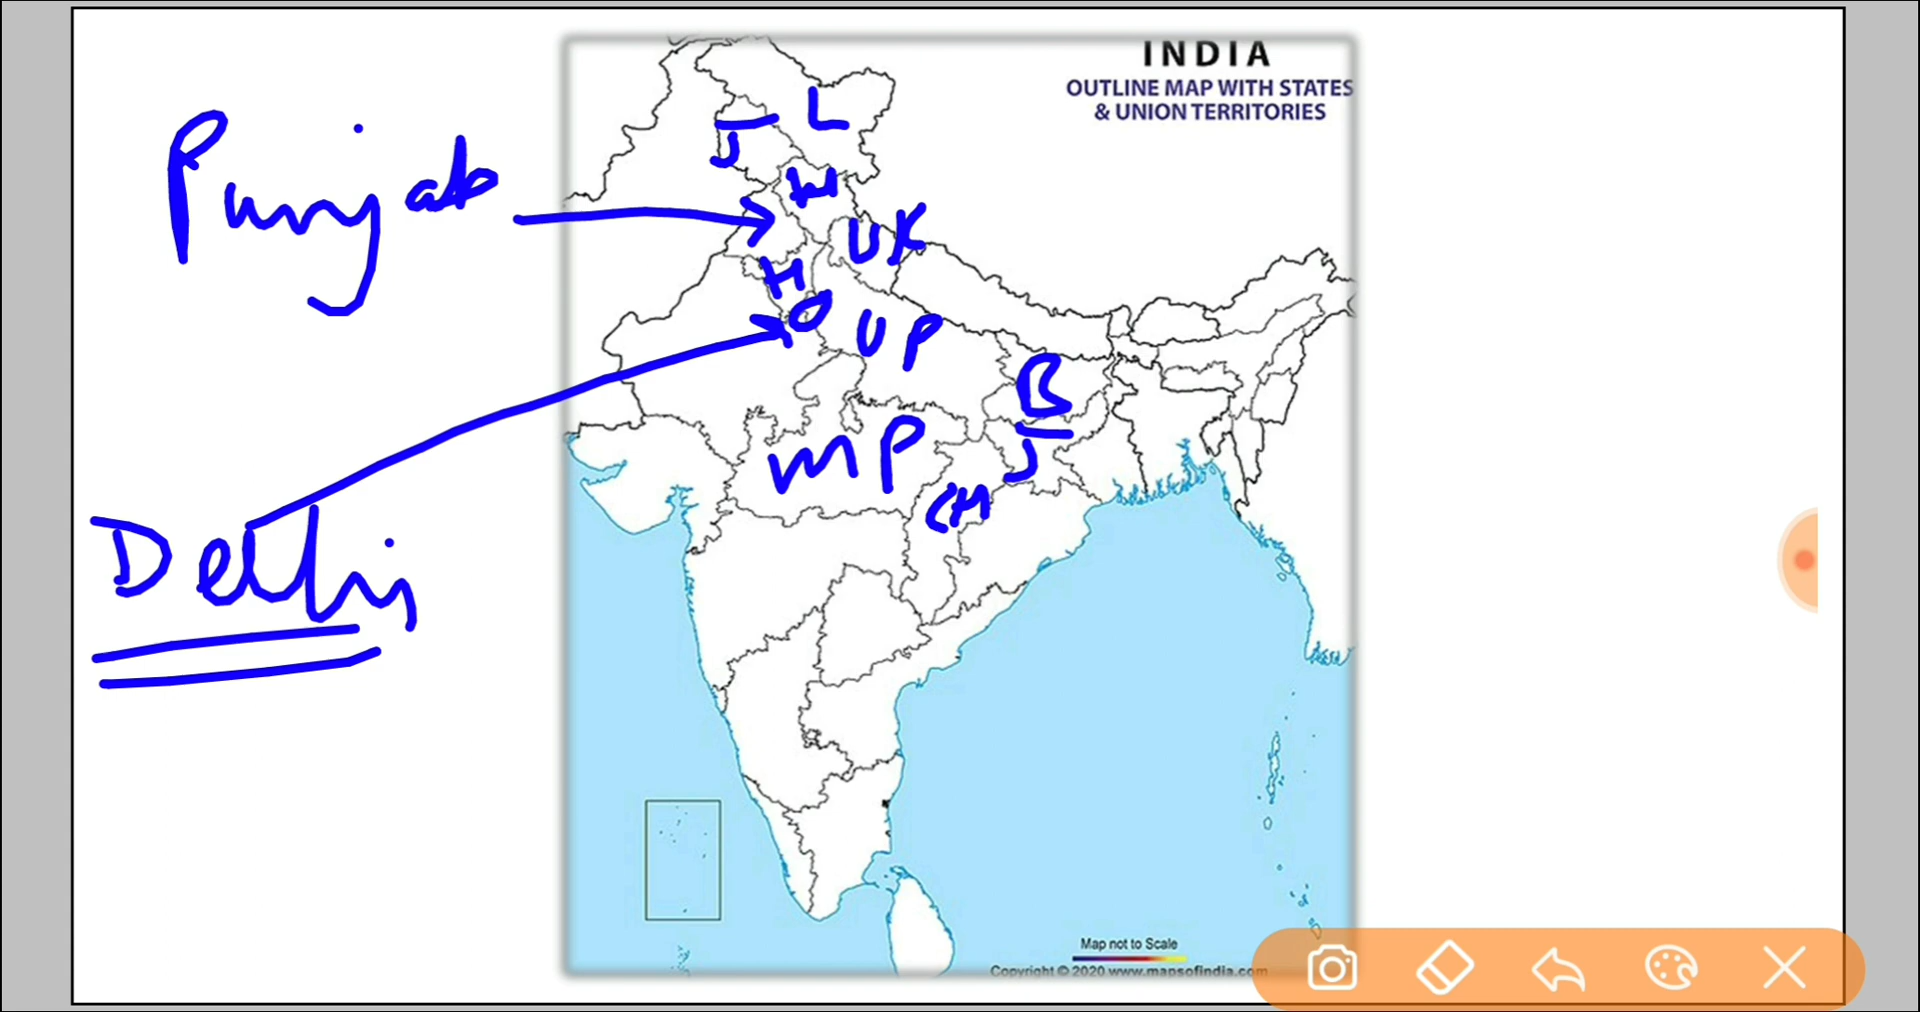 INDIA
OUTLINE MAP WITH STATES
& UNION TERRITORIES
L
J
Punjab
H
UK
H
UP
B
MP
J
CH
Delhi
Map not to Scale
Copyright © 2020 www.mapsofindia.com